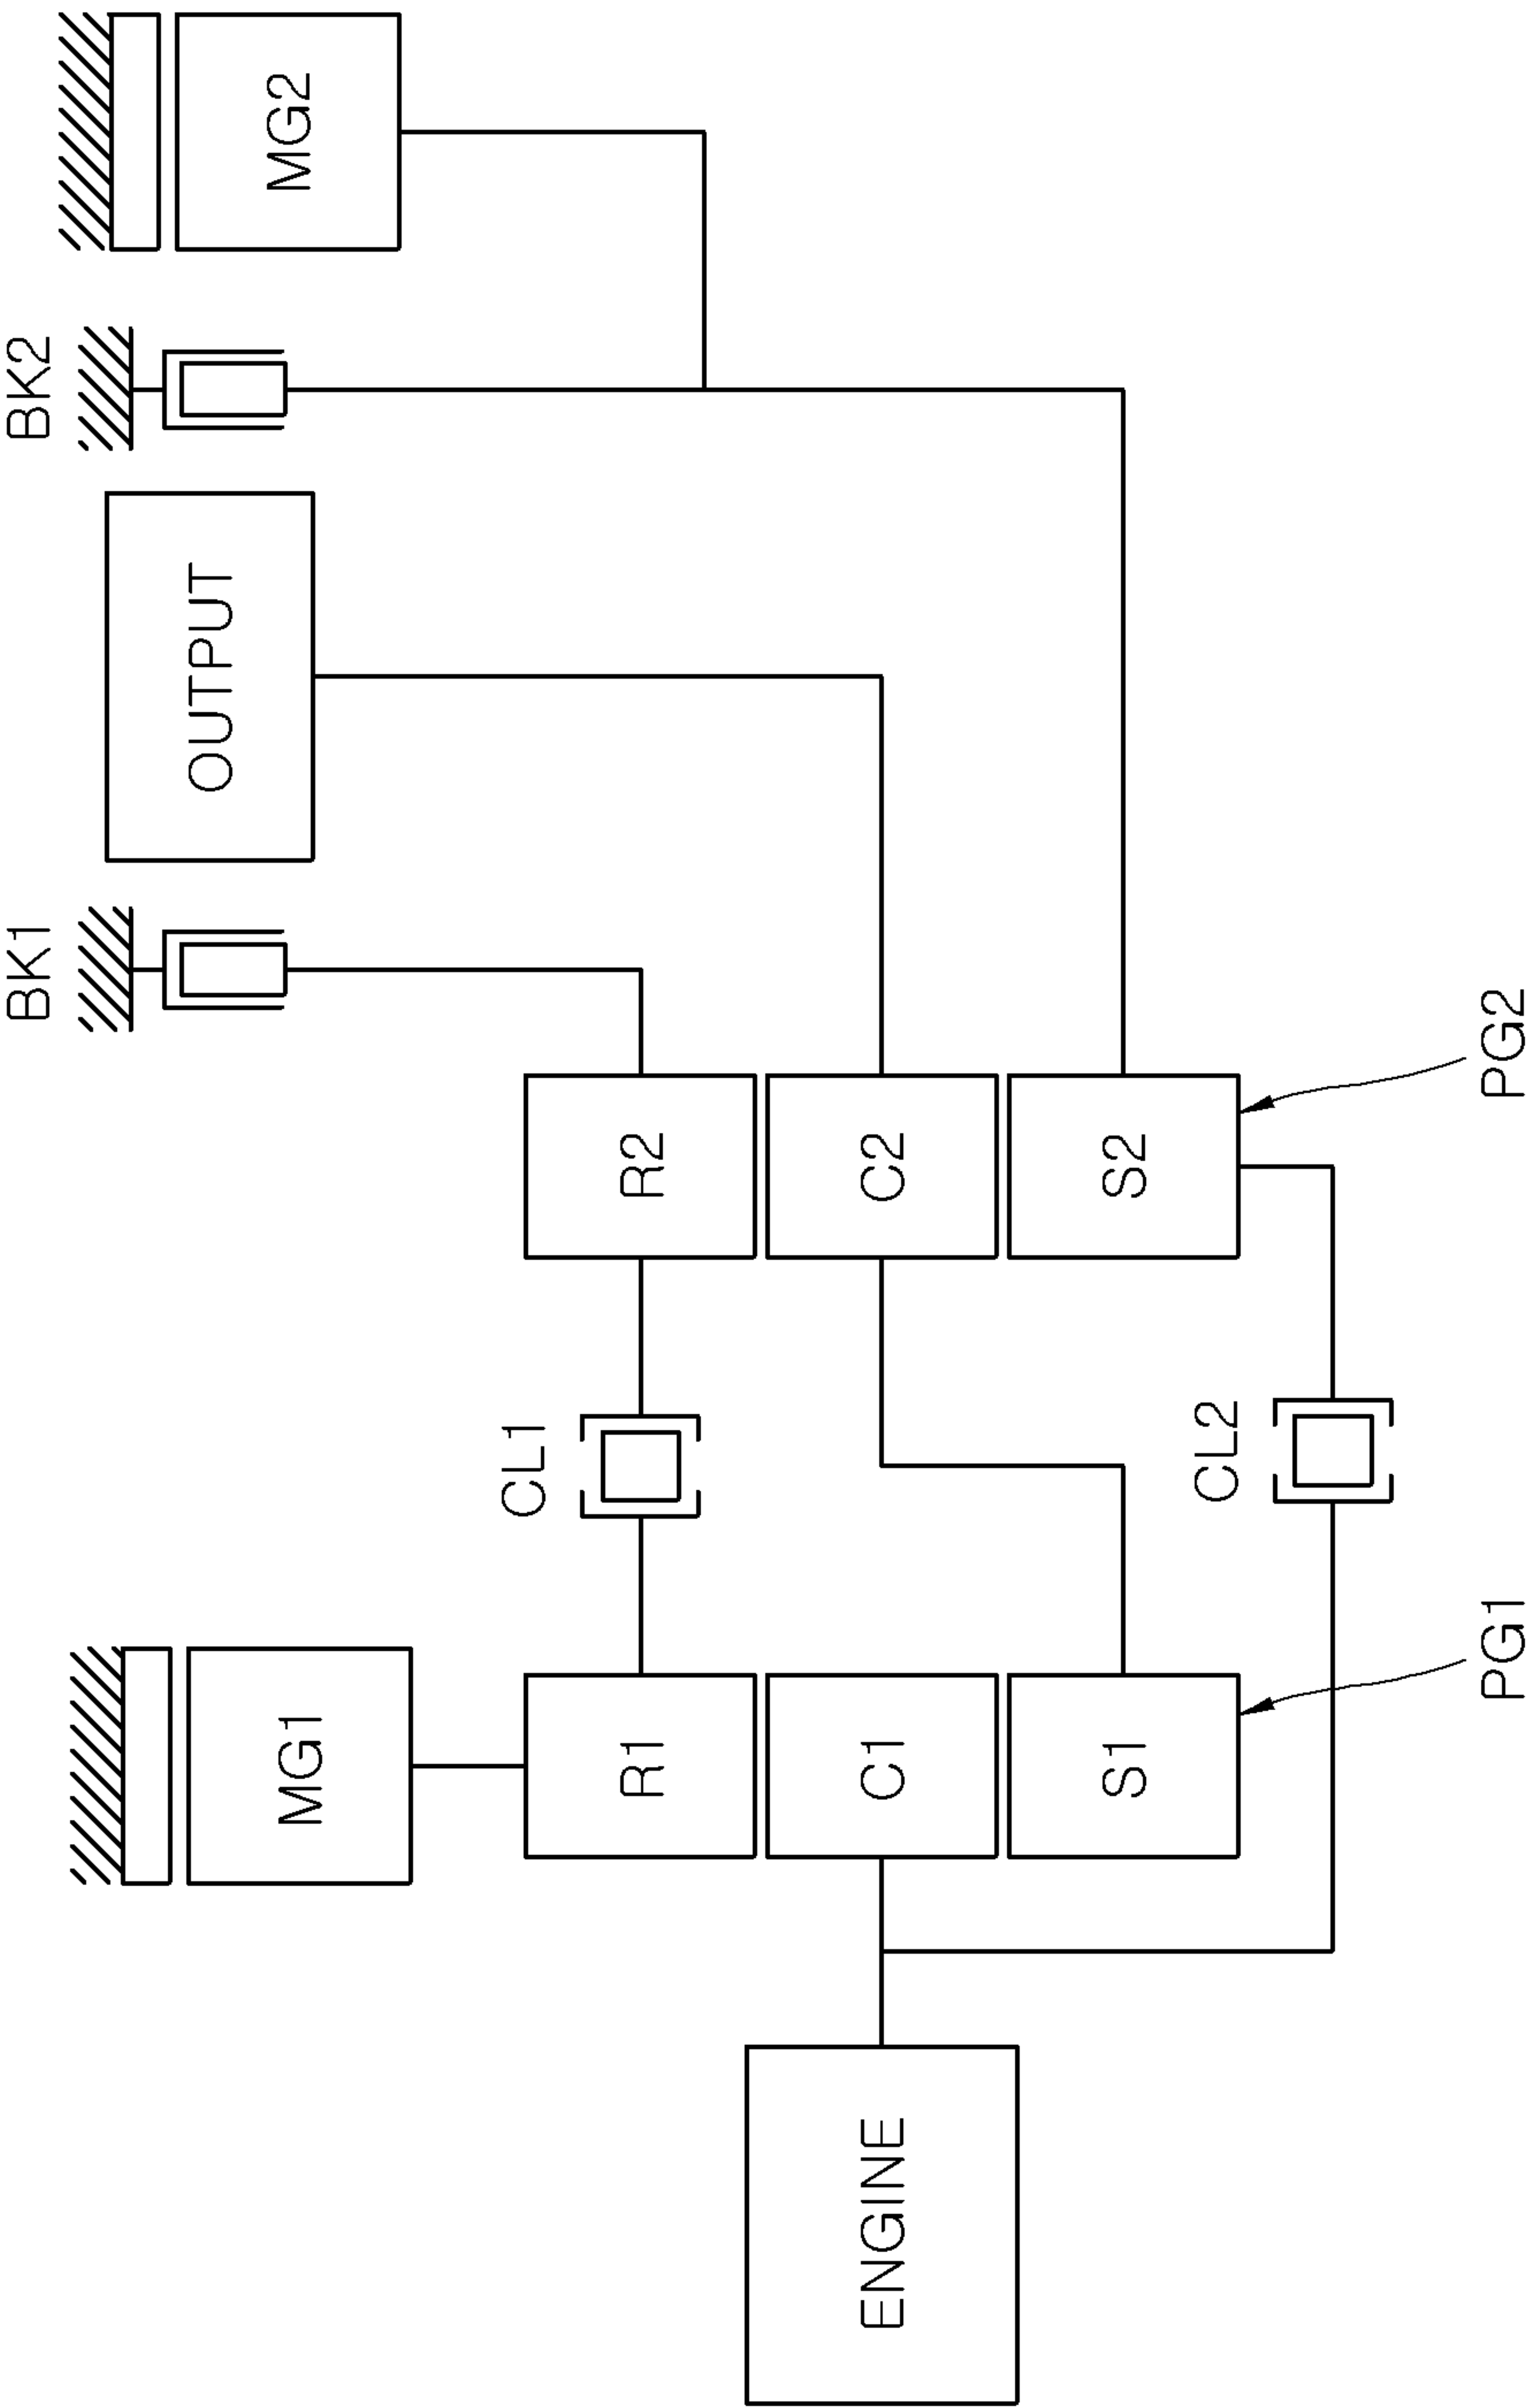 BK1
BK2
MG1
OUTPUT
MG2
CL1
R1
R2
ENGINE
C1
C2
S1
S2
CL2
PG1
PG2